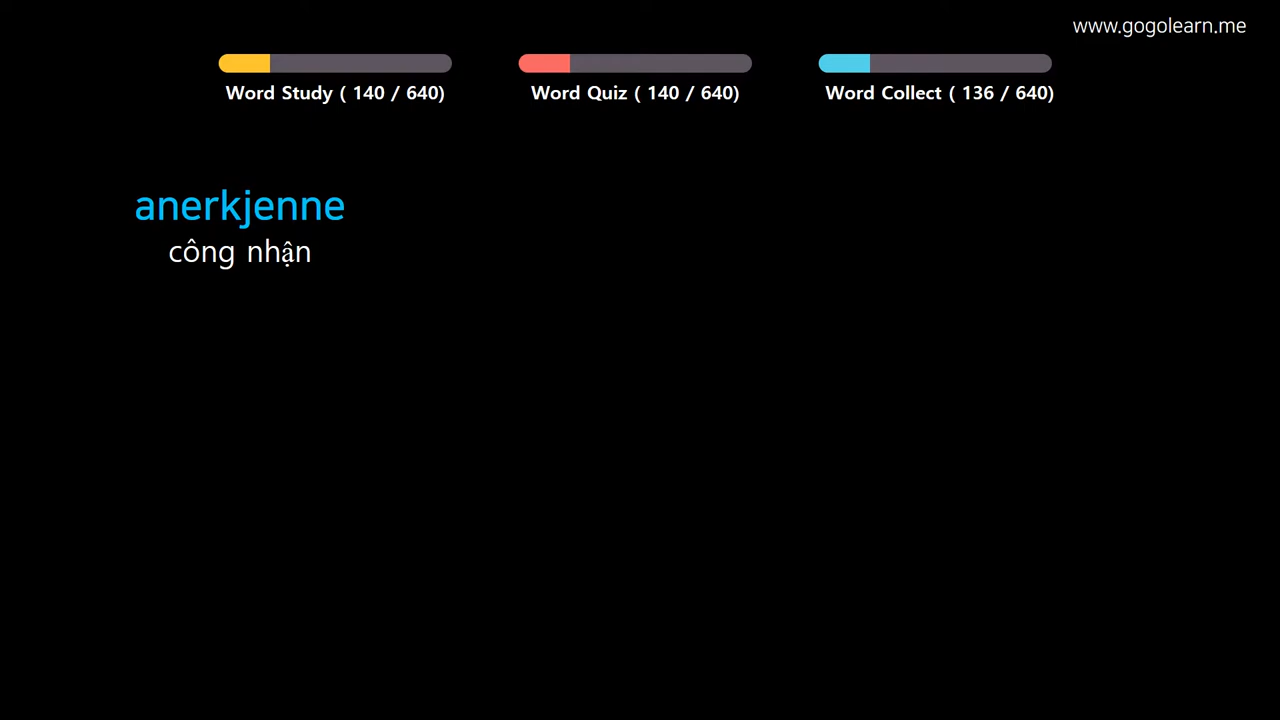 www.gogolearn.me
Word Study ( 140 / 640)
Word Quiz ( 140 / 640)
Word Collect ( 136 / 640)
anerkjenne
công nhận